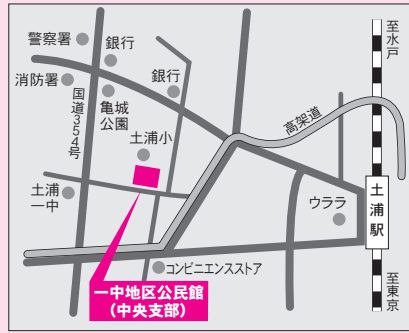 警察署
銀行
消防署
銀行
亀城
公園
国道354号
土浦小
高架道
至水戸
土浦
一中
ウララ
土浦駅
コンビニエンスストア
至東京
一中地区公民館
(中央支部)